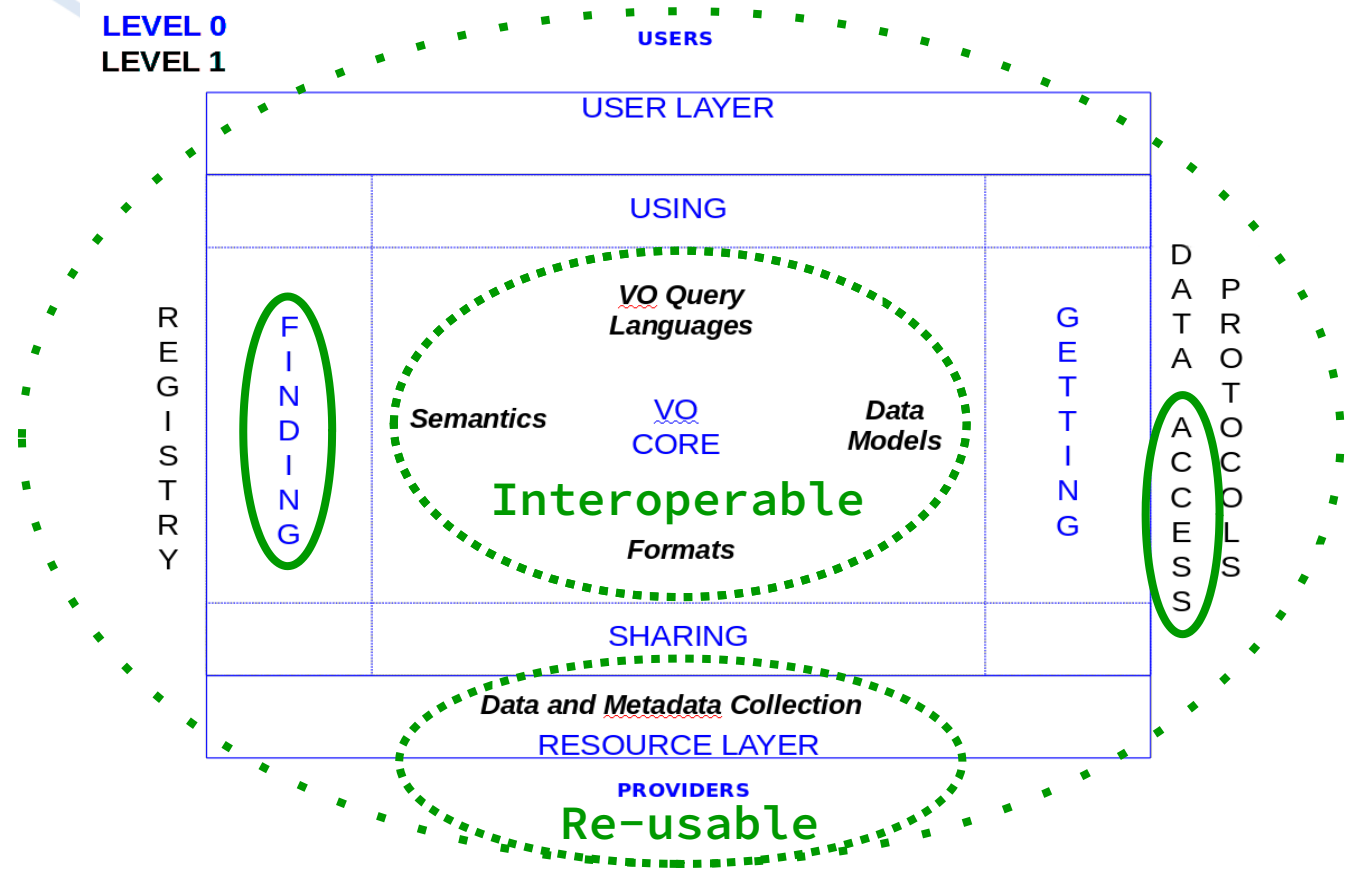 LEVEL 0
LEVEL 1
USERS
USER LAYER
USING
REGISTRY
FINDING
VO Query
Languages
Semantics
VO
CORE
Data
Models
Interoperable
Formats
GETTING
DATA ACCESS
PROTOCOLS
SHARING
Data and Metadata Collection
RESOURCE LAYER
PROVIDERS
Re-usable